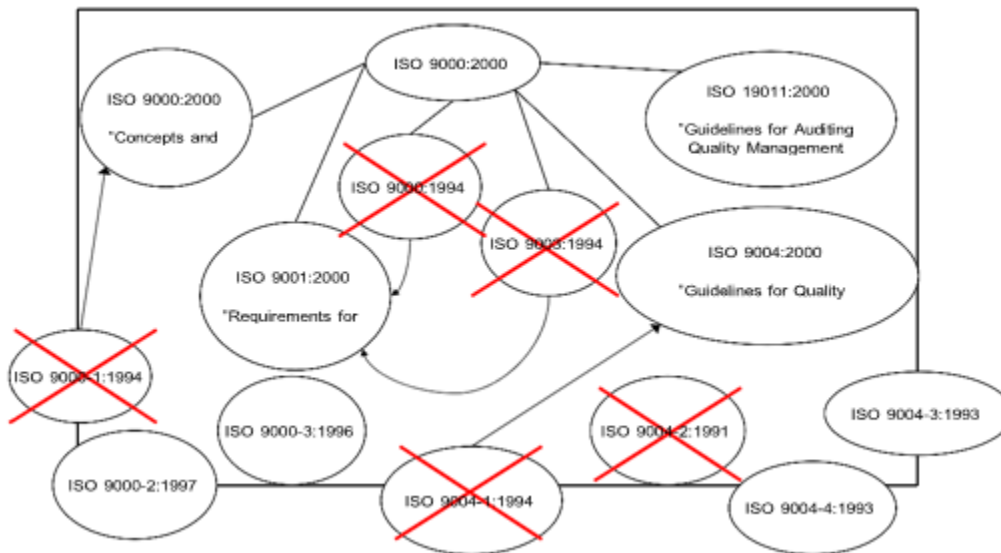 ISO 9000:2000
ISO 9000:2000
"Concepts and
ISO 19011:2000
"Guidelines for Auditing
Quality Management
ISO 9000:1994
ISO 9003:1994
ISO 9001:2000
"Requirements for
ISO 9004:2000
"Guidelines for Quality
ISO 9000-1:1994
ISO 9000-3:1996
ISO 9004-2:1991
ISO 9004-3:1993
ISO 9000-2:1997
ISO 9004-1:1994
ISO 9004-4:1993